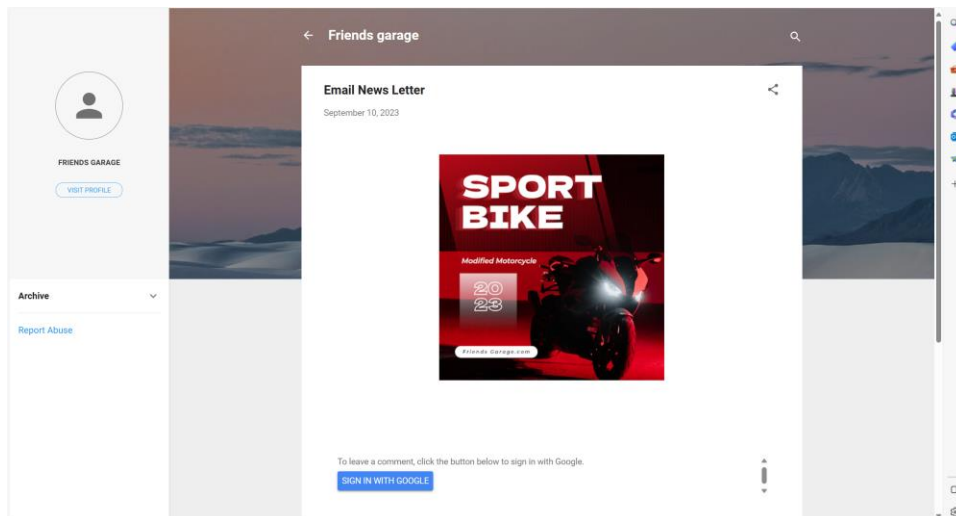 Friends garage
Email News Letter
September 10, 2023
FRIENDS GARAGE
VISIT PROFILE
Archive
Report Abuse
SPORT
BIKE
Modified Motorcycle
20
23
Friends Garage.com
To leave a comment, click the button below to sign in with Google.
SIGN IN WITH GOOGLE